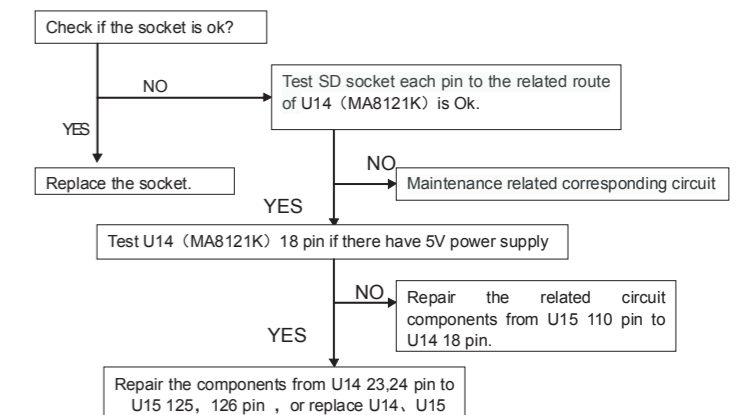 Check if the socket is ok?
NO
Test SD socket each pin to the related route
of U14（MA8121K）is Ok.
YES
Replace the socket.
NO
Maintenance related corresponding circuit
YES
Test U14（MA8121K）18 pin if there have 5V power supply
NO
Repair the related circuit
components from U15 110 pin to
U14 18 pin.
YES
Repair the components from U14 23,24 pin to
U15 125， 126 pin ，or replace U14、U15